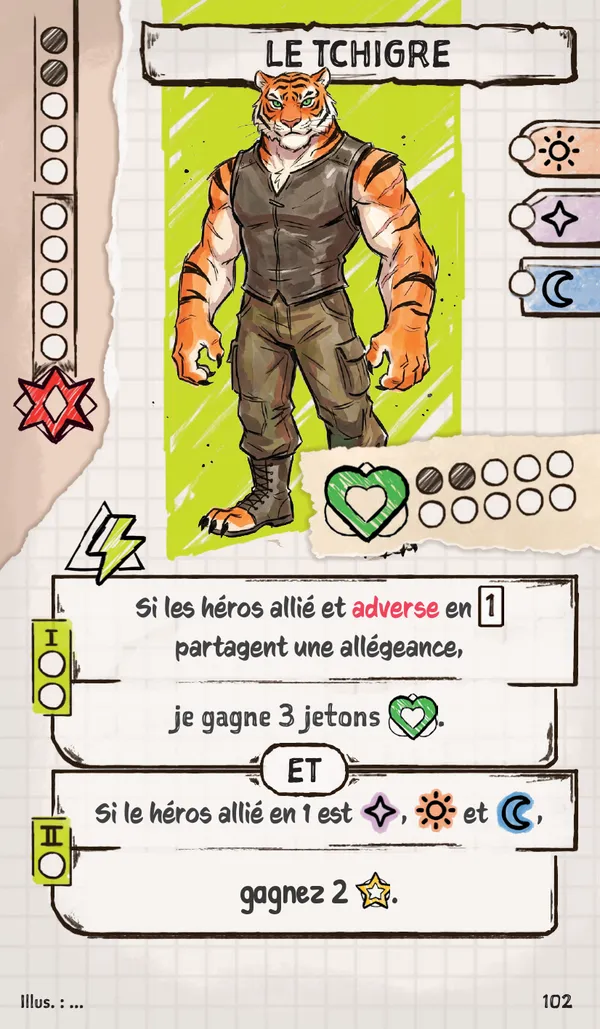 LE TCHIGRE
Si les héros allié et adverse en 1
partagent une allégeance,
I
je gagne 3 jetons .
ET
Si le héros allié en 1 est , et ,
II
gagnez 2 .
Illus. : ...
102